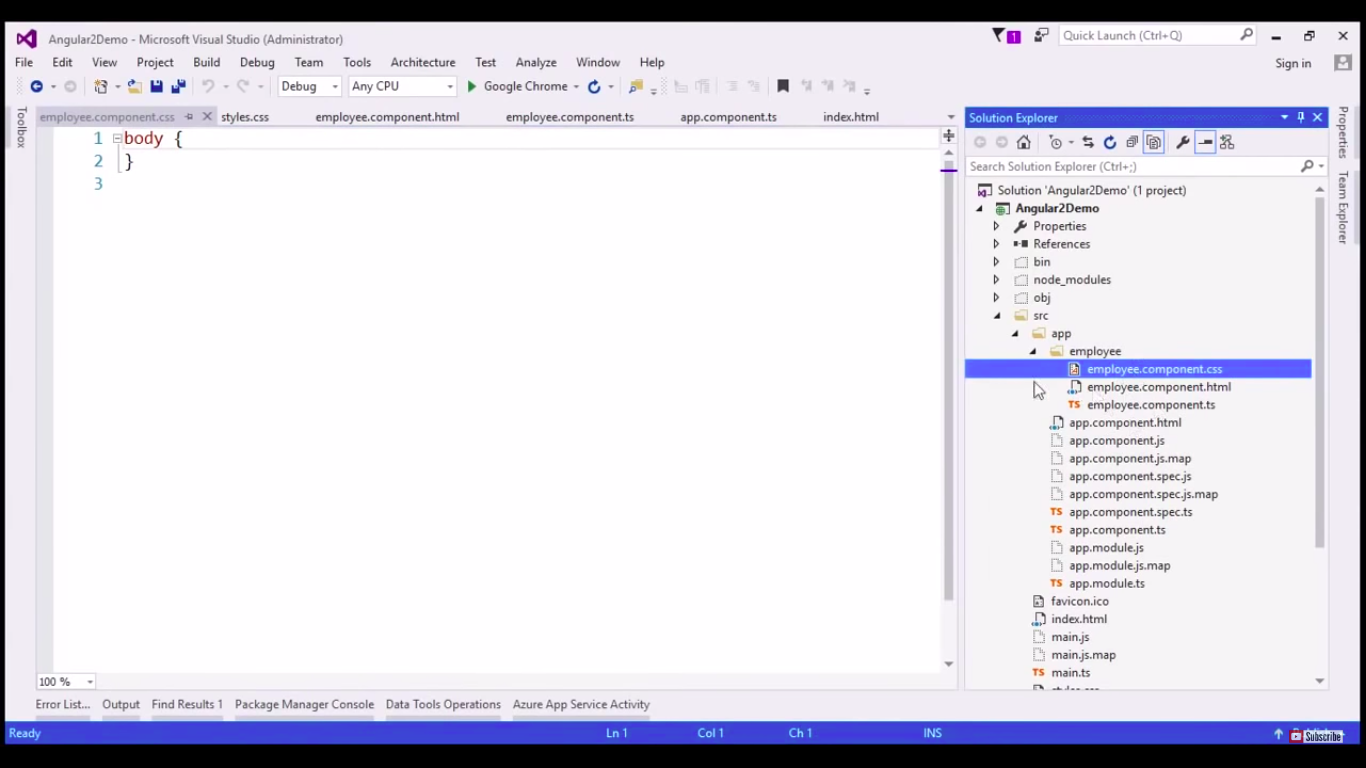 Angular2Demo - Microsoft Visual Studio (Administrator)
1
Quick Launch (Ctrl+Q)
File Edit View Project Build Debug Team Tools Architecture Test Analyze Window Help
Sign in
Debug Any CPU Google Chrome
Toolbox
employee.component.css styles.css employee.component.html employee.component.ts app.component.ts index.html
1 body {
2 }
3
100 %
Solution Explorer
Search Solution Explorer (Ctrl+;)
Solution 'Angular2Demo' (1 project)
Angular2Demo
Properties
References
bin
node_modules
obj
src
app
employee
employee.component.css
employee.component.html
TS employee.component.ts
app.component.html
app.component.js
app.component.js.map
app.component.spec.js
app.component.spec.js.map
TS app.component.spec.ts
TS app.component.ts
app.module.js
app.module.js.map
TS app.module.ts
favicon.ico
index.html
main.js
main.js.map
TS main.ts
Properties
Team Explorer
Error List... Output Find Results 1 Package Manager Console Data Tools Operations Azure App Service Activity
Ready Ln 1 Col 1 Ch 1 INS
Subscribe